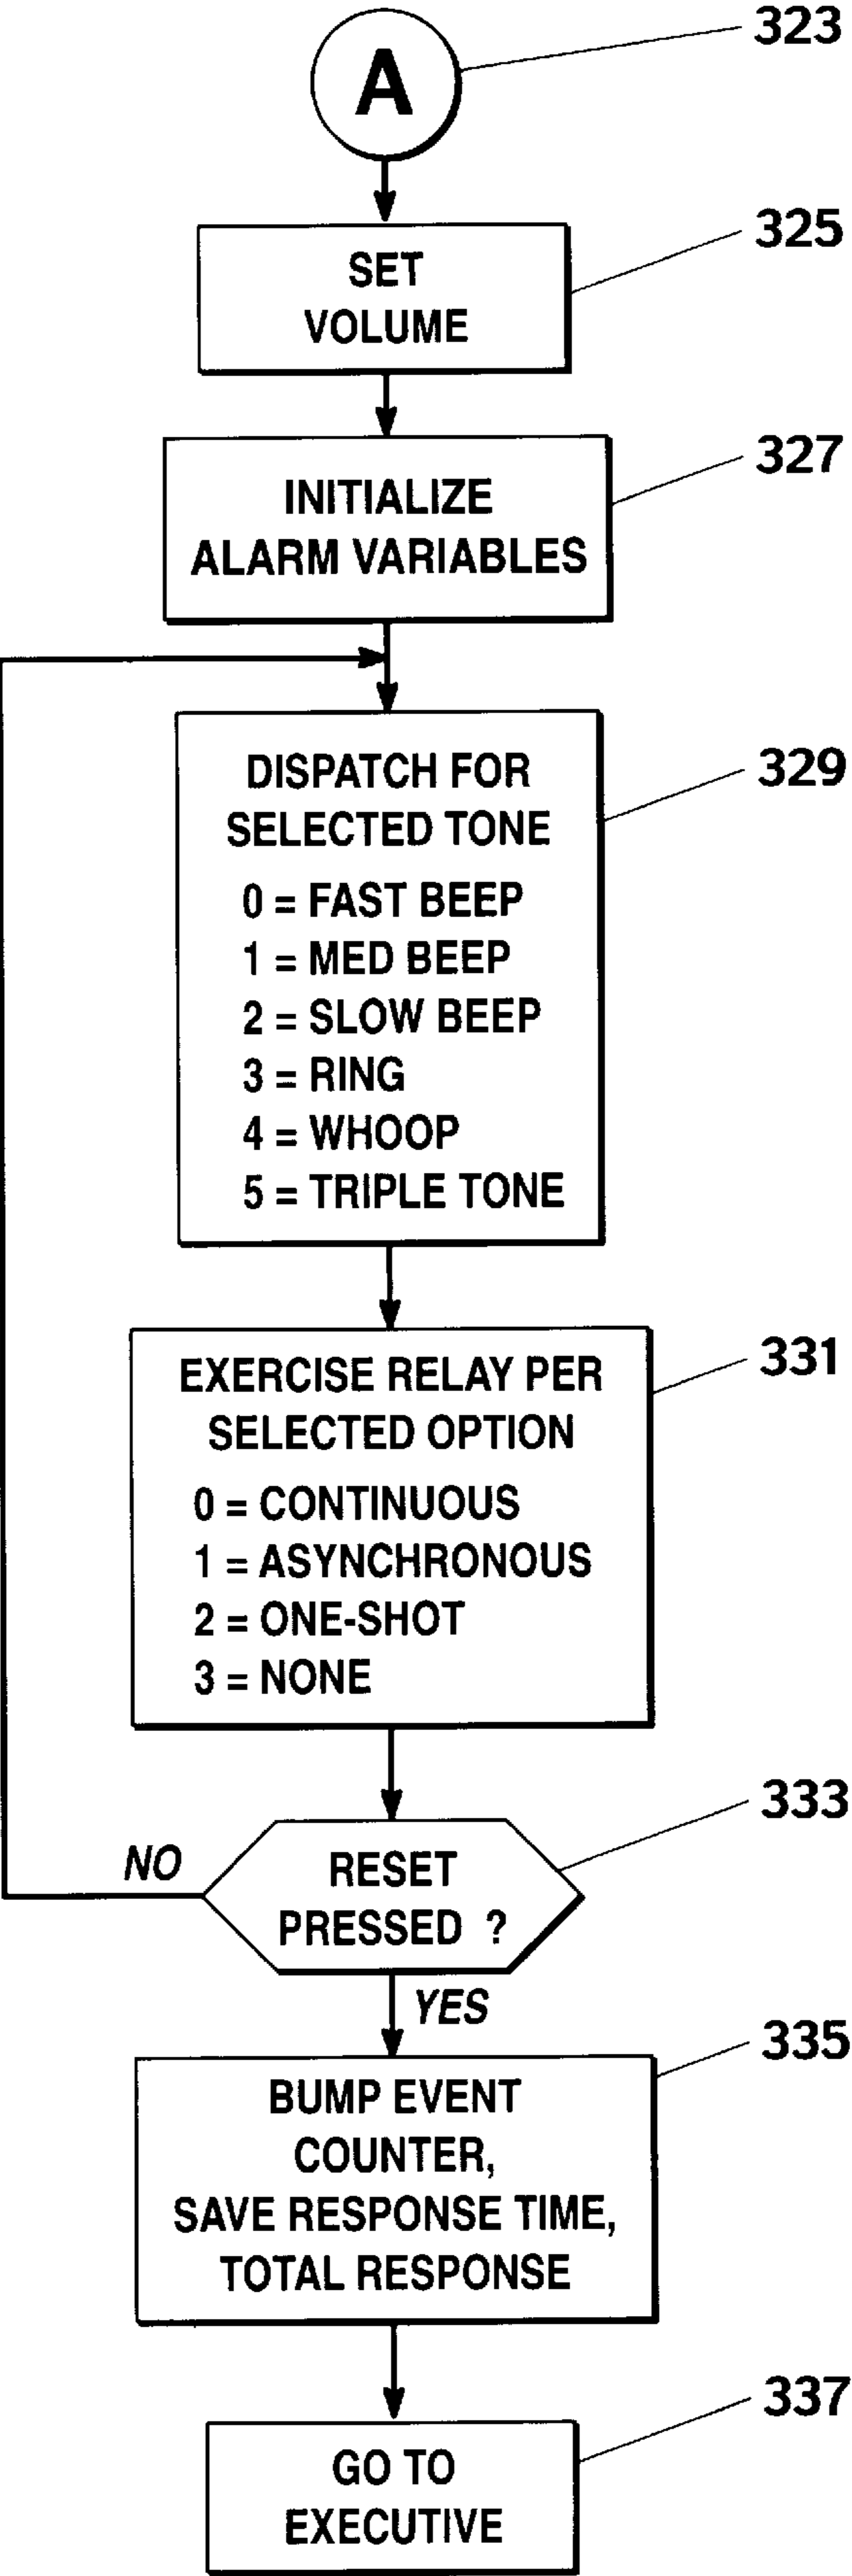 A
323
SET
VOLUME
325
INITIALIZE
ALARM VARIABLES
327
DISPATCH FOR
SELECTED TONE
0 = FAST BEEP
1 = MED BEEP
2 = SLOW BEEP
3 = RING
4 = WHOOP
5 = TRIPLE TONE
329
EXERCISE RELAY PER
SELECTED OPTION
0 = CONTINUOUS
1 = ASYNCHRONOUS
2 = ONE-SHOT
3 = NONE
331
RESET
PRESSED ?
333
NO
YES
BUMP EVENT
COUNTER,
SAVE RESPONSE TIME,
TOTAL RESPONSE
335
GO TO
EXECUTIVE
337